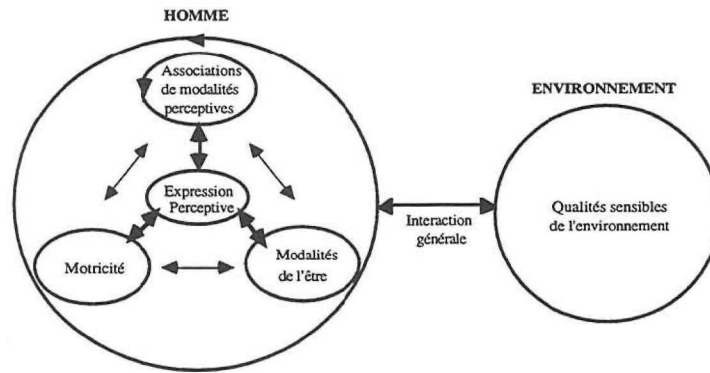 HOMME
Associations
de modalités
perceptives
Expression
Perceptive
Motricité
Modalités
de l'être
Interaction
générale
ENVIRONNEMENT
Qualités sensibles
de l'environnement